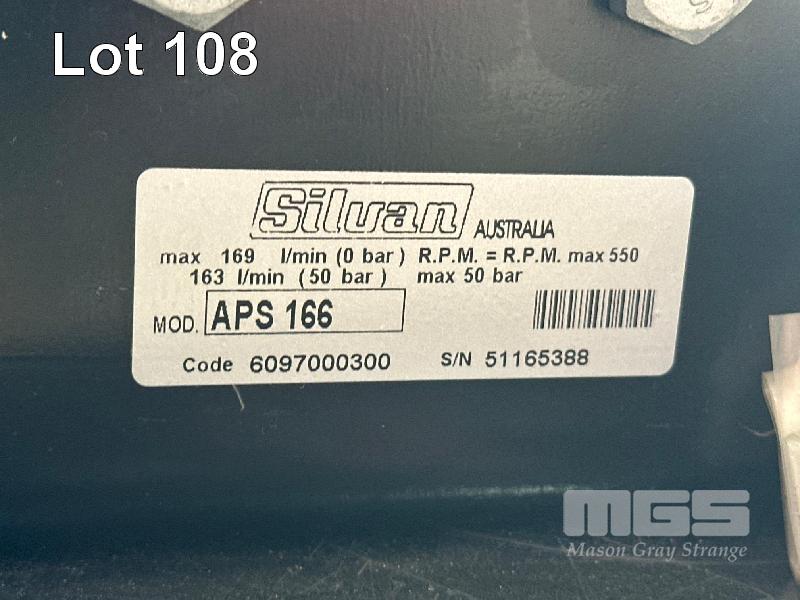 Lot 108
Silvan AUSTRALIA
max 169 l/min (0 bar) R.P.M. = R.P.M. max 550
163 l/min (50 bar) max 50 bar
MOD. APS 166
Code 6097000300 S/N 51165388
MGS
Mason Gray Strange